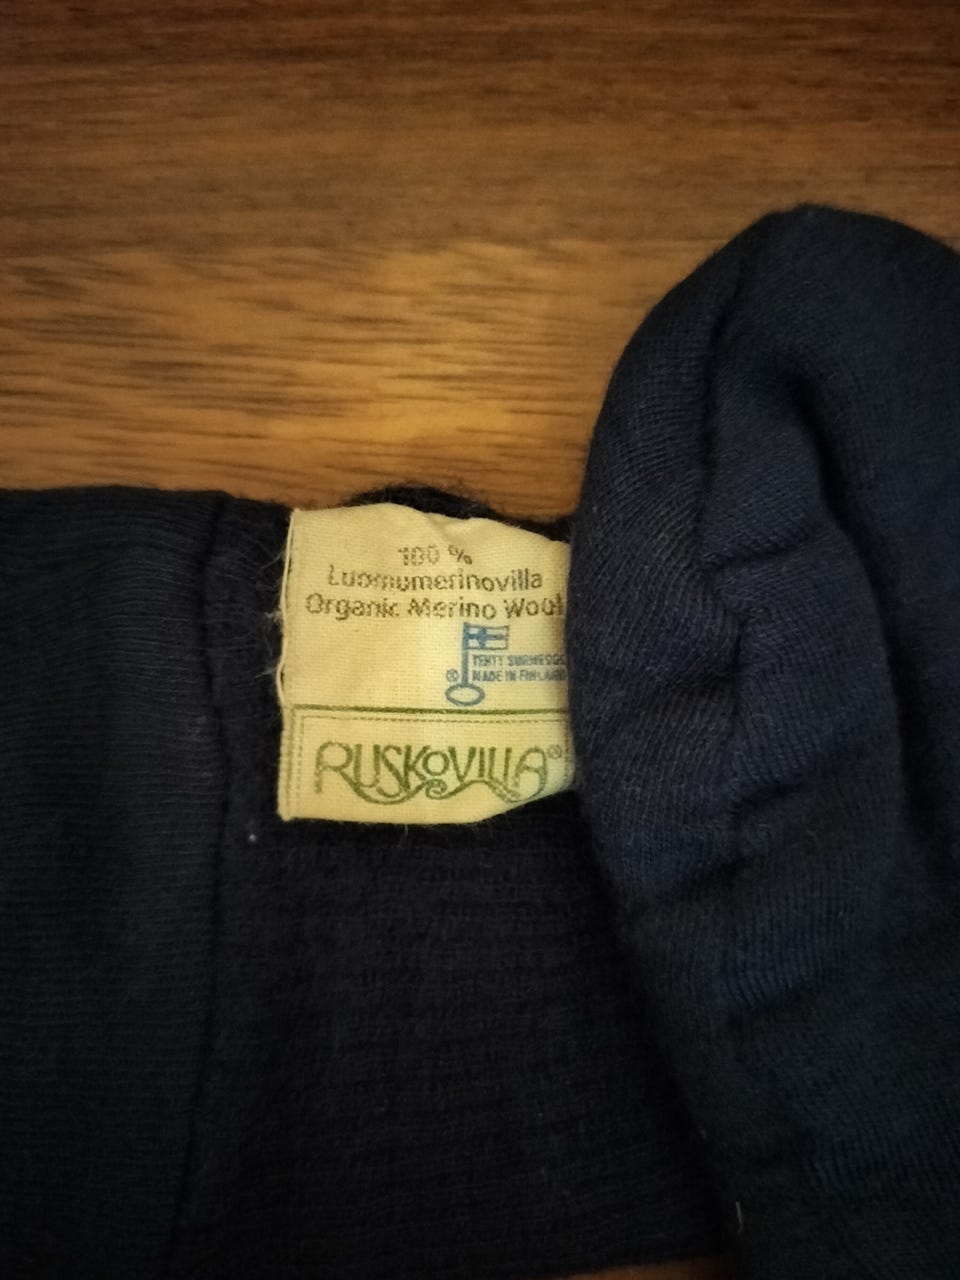 100 %
Luomumerinovilla
Organic Merino Wool
TEHTY SUOMESSA
® MADE IN FINLAND
RUSKOVILLA®